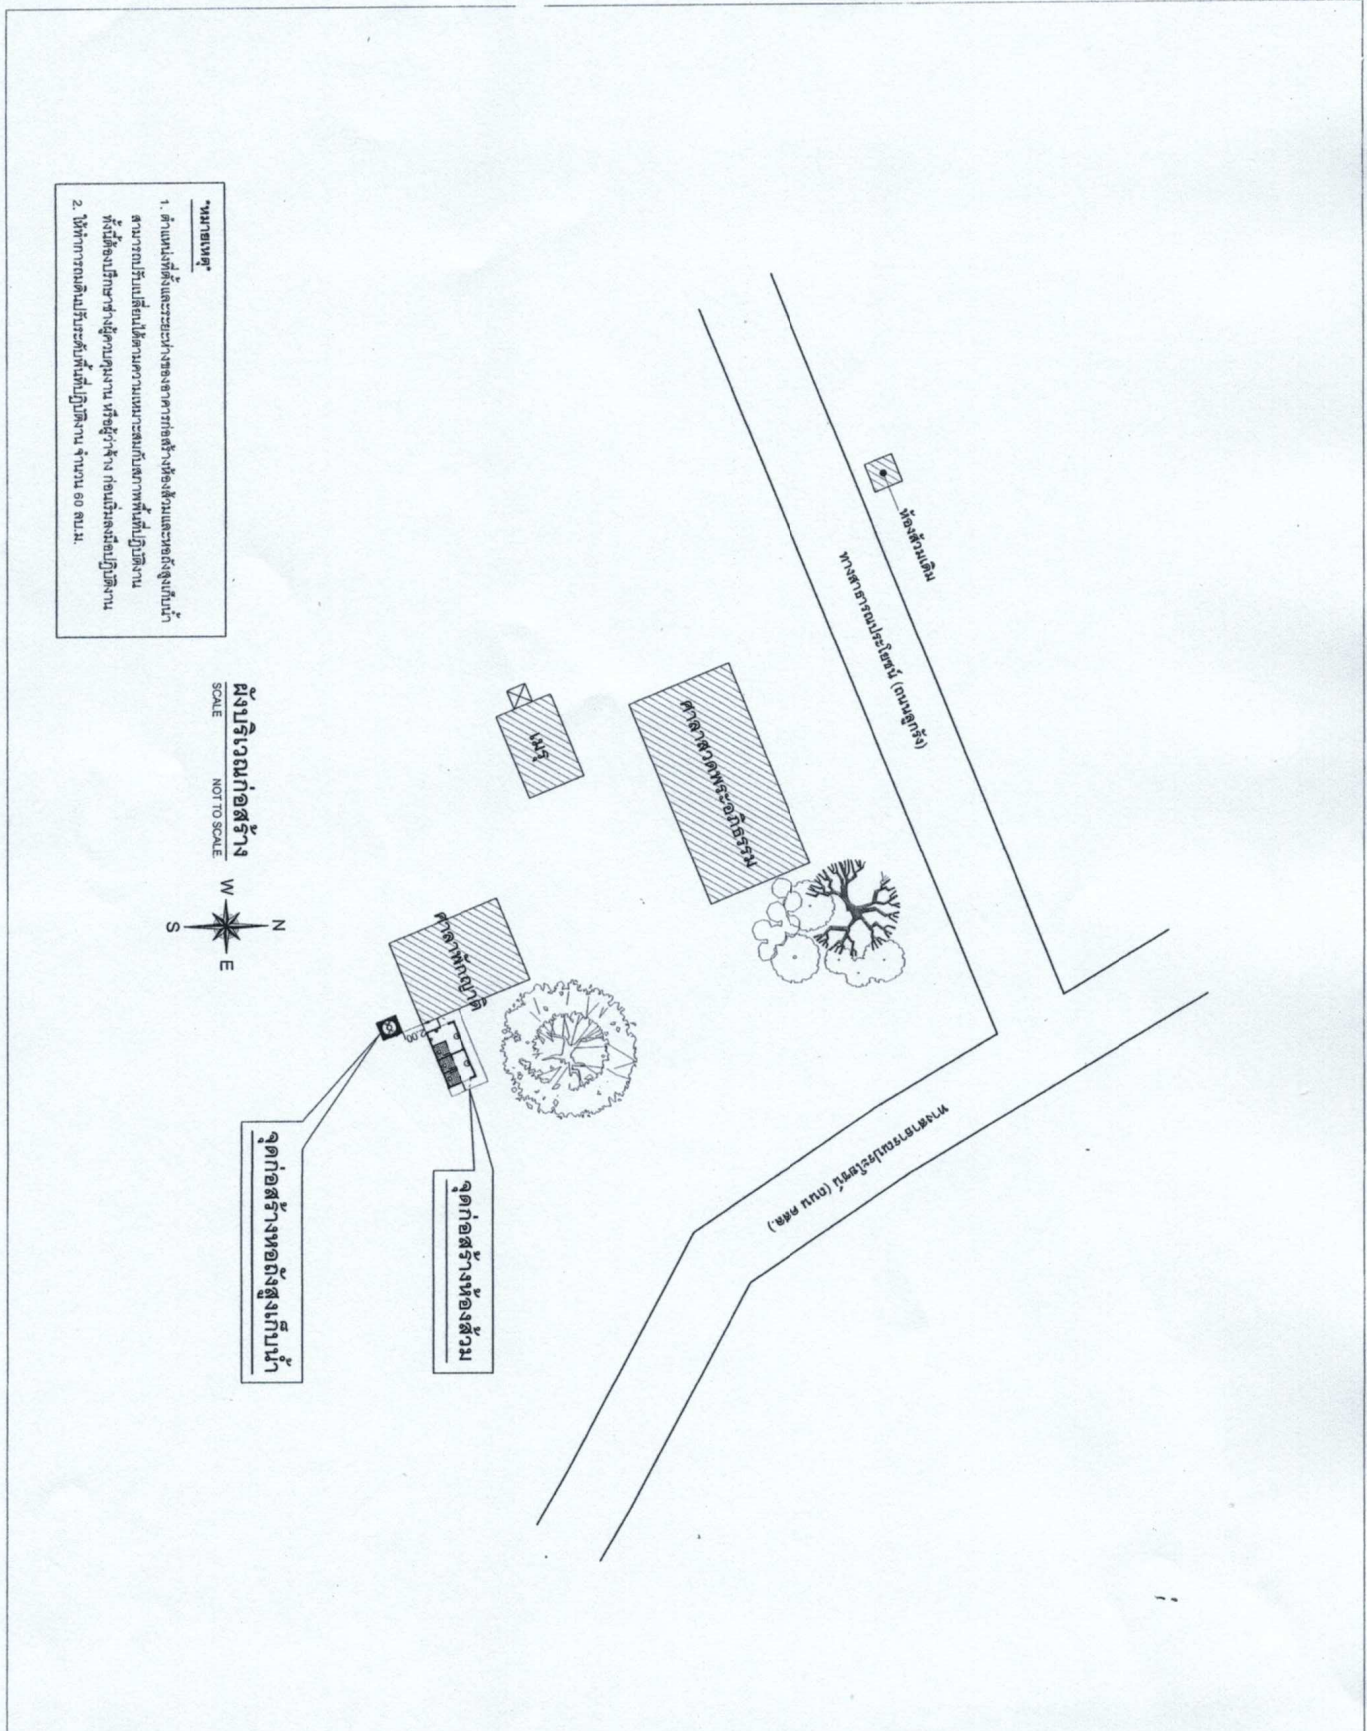 ห้องส้วมเดิม
ทางสาธารณประโยชน์ (ถนนลูกรัง)
ศาลาสวดพระอภิธรรม
เมรุ
ทางสาธารณประโยชน์ (ถนน คสล.)
ศาลาพักญาติ
จุดก่อสร้างห้องส้วม
จุดก่อสร้างหอถังสูงเก็บน้ำ
"หมายเหตุ"
1. ตำแหน่งที่ตั้งและระยะห่างของอาคารก่อสร้างห้องส้วมและหอถังสูงเก็บน้ำ
สามารถปรับเปลี่ยนได้ตามความเหมาะสมกับสภาพพื้นที่ปฏิบัติงาน
ทั้งนี้ต้องปรึกษาช่างผู้ควบคุมงาน หรือผู้ว่าจ้าง ก่อนเริ่มลงมือปฏิบัติงาน
2. ให้ทำการถมดินปรับระดับพื้นที่ปฏิบัติงาน จำนวน 60 ลบ.ม.
ผังบริเวณก่อสร้าง
SCALE NOT TO SCALE
N
W
E
S